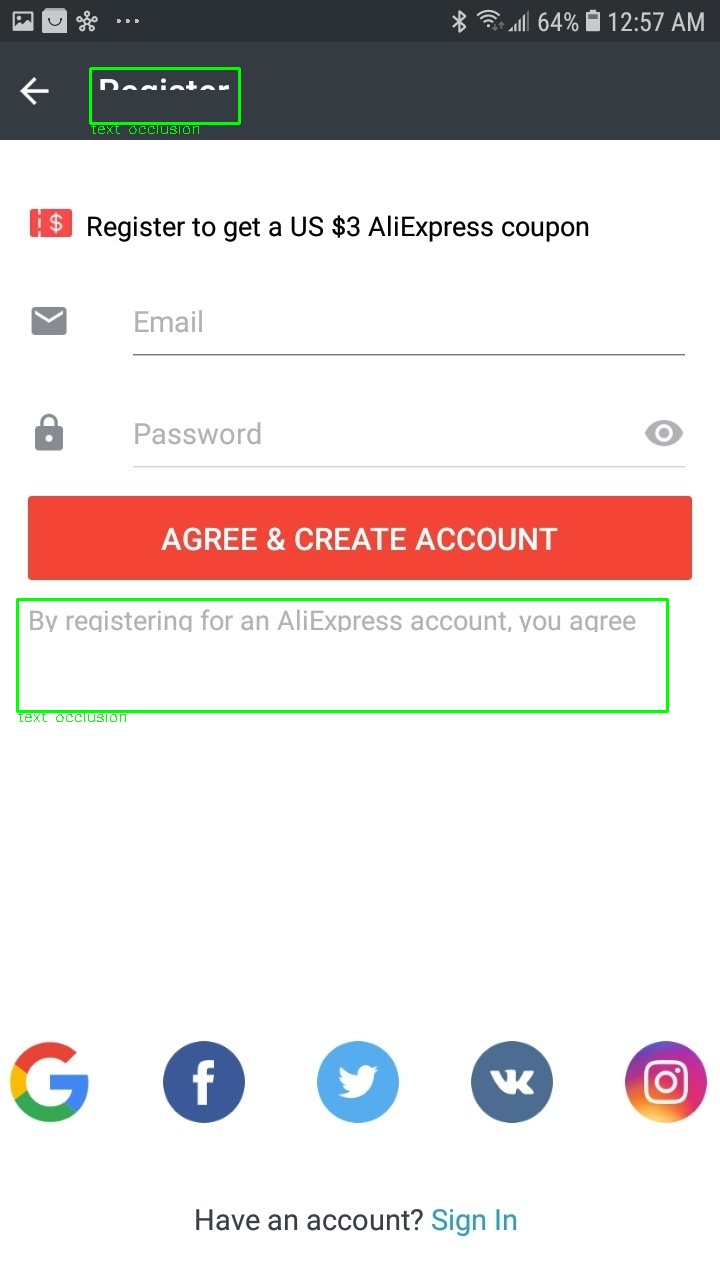 64% 12:57 AM
Register
text occlusion
Register to get a US $3 AliExpress coupon
Email
Password
AGREE & CREATE ACCOUNT
By registering for an AliExpress account, you agree
text occlusion
Have an account? Sign In